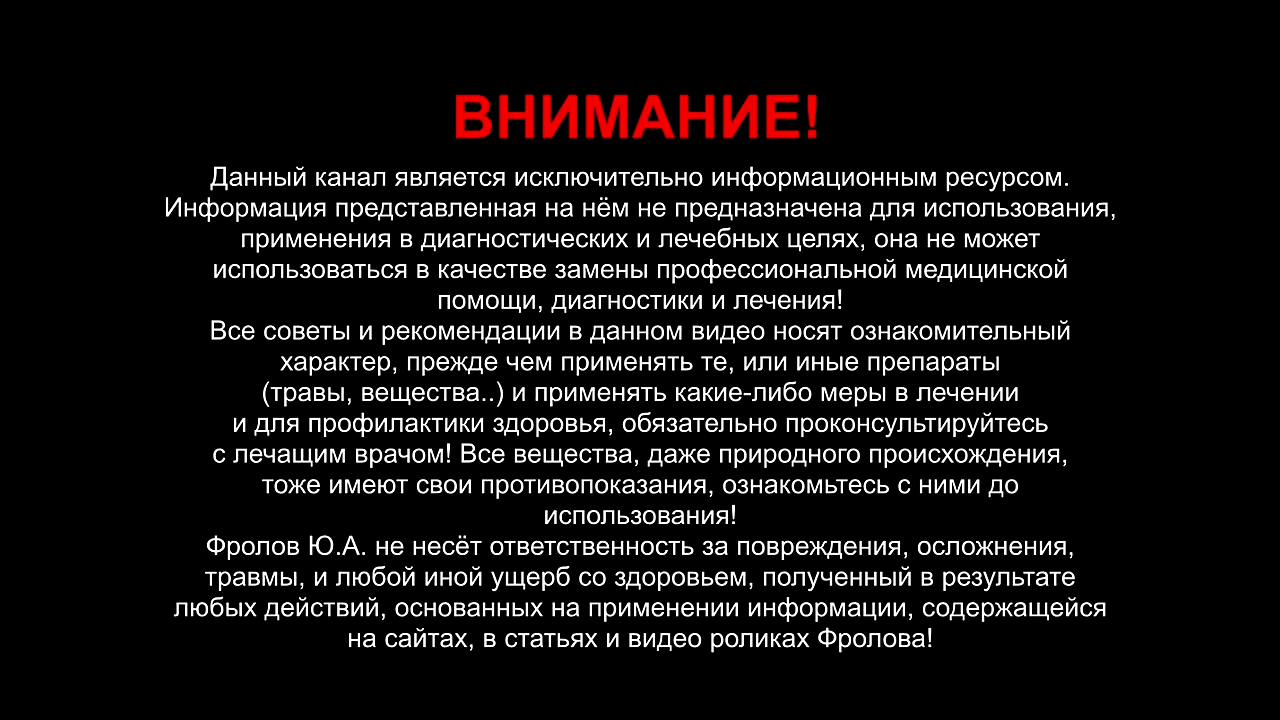 ВНИМАНИЕ!
Данный канал является исключительно информационным ресурсом.
Информация представленная на нём не предназначена для использования,
применения в диагностических и лечебных целях, она не может
использоваться в качестве замены профессиональной медицинской
помощи, диагностики и лечения!
Все советы и рекомендации в данном видео носят ознакомительный
характер, прежде чем применять те, или иные препараты
(травы, вещества..) и применять какие-либо меры в лечении
и для профилактики здоровья, обязательно проконсультируйтесь
с лечащим врачом! Все вещества, даже природного происхождения,
тоже имеют свои противопоказания, ознакомьтесь с ними до
использования!
Фролов Ю.А. не несёт ответственность за повреждения, осложнения,
травмы, и любой иной ущерб со здоровьем, полученный в результате
любых действий, основанных на применении информации, содержащейся
на сайтах, в статьях и видео роликах Фролова!